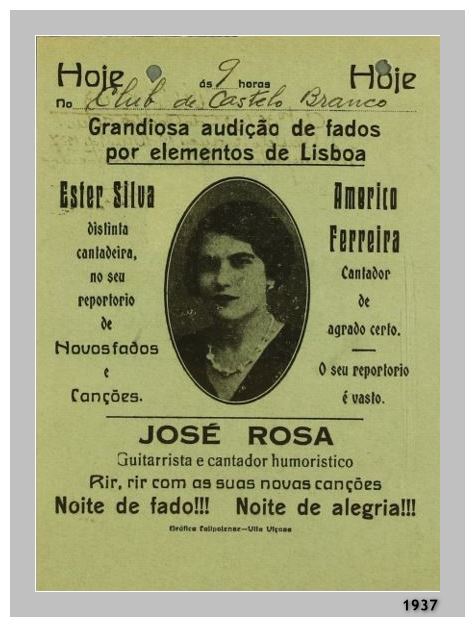 Hoje ás 9 horas Hoje
No Club de Castelo Branco
Grandiosa audição de fados
por elementos de Lisboa
Ester Silva
distinta
cantadeira,
no seu
reportorio
de
Novosfados
e
Canções.
Americo
Ferreira
Cantador
de
agrado certo.
O seu reportorio
é vasto.
JOSÉ ROSA
Guitarrista e cantador humoristico
Rir, rir com as suas novas canções
Noite de fado!!! Noite de alegria!!!
Gráfica Calipolense—Vila Viçosa
1937